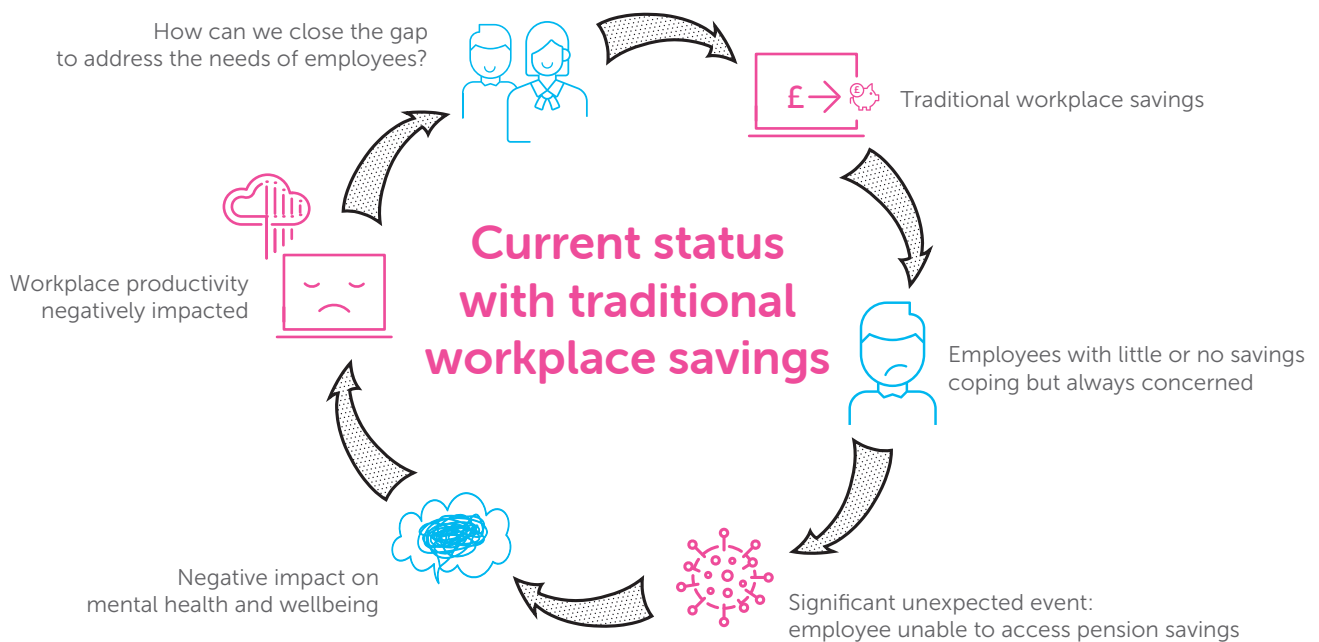 How can we close the gap
to address the needs of employees?
£
£
Traditional workplace savings
Current status
with traditional
workplace savings
Workplace productivity
negatively impacted
Employees with little or no savings
coping but always concerned
Negative impact on
mental health and wellbeing
Significant unexpected event:
employee unable to access pension savings